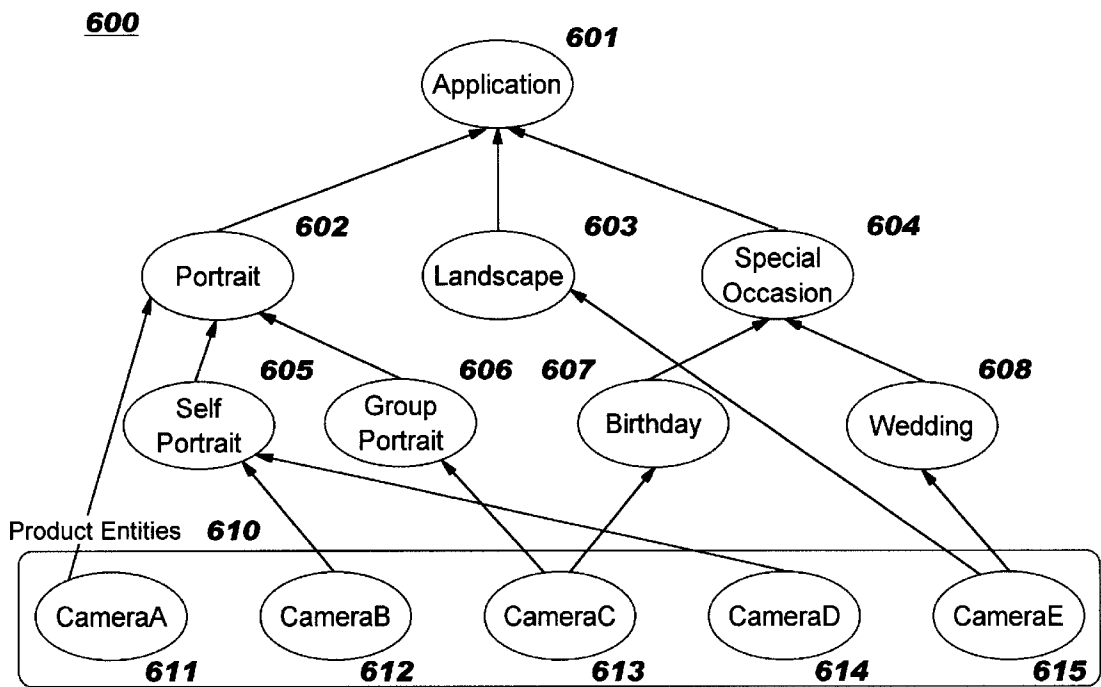 600
601
Application
602
603
604
Portrait
Landscape
Special
Occasion
605
606
607
608
Self
Portrait
Group
Portrait
Birthday
Wedding
Product Entities 610
CameraA
CameraB
CameraC
CameraD
CameraE
611
612
613
614
615